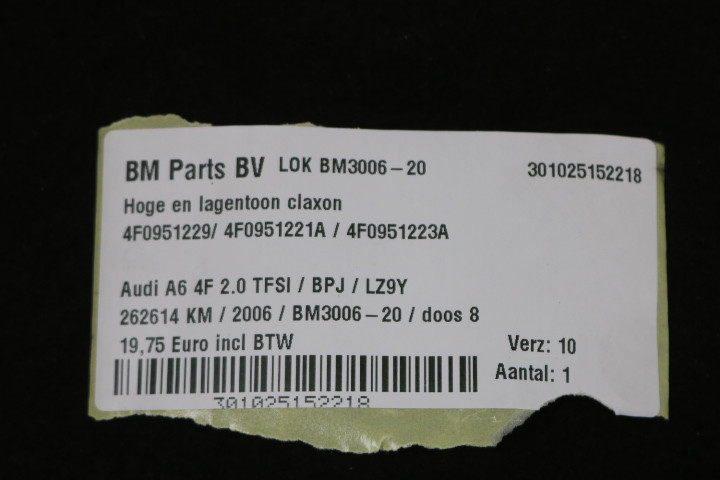 BM Parts BV LOK BM3006-20 301025152218
Hoge en lagentoon claxon
4F0951229/ 4F0951221A / 4F0951223A
Audi A6 4F 2.0 TFSI / BPJ / LZ9Y
262614 KM / 2006 / BM3006-20 / doos 8
19,75 Euro incl BTW Verz: 10
Aantal: 1
301025152218